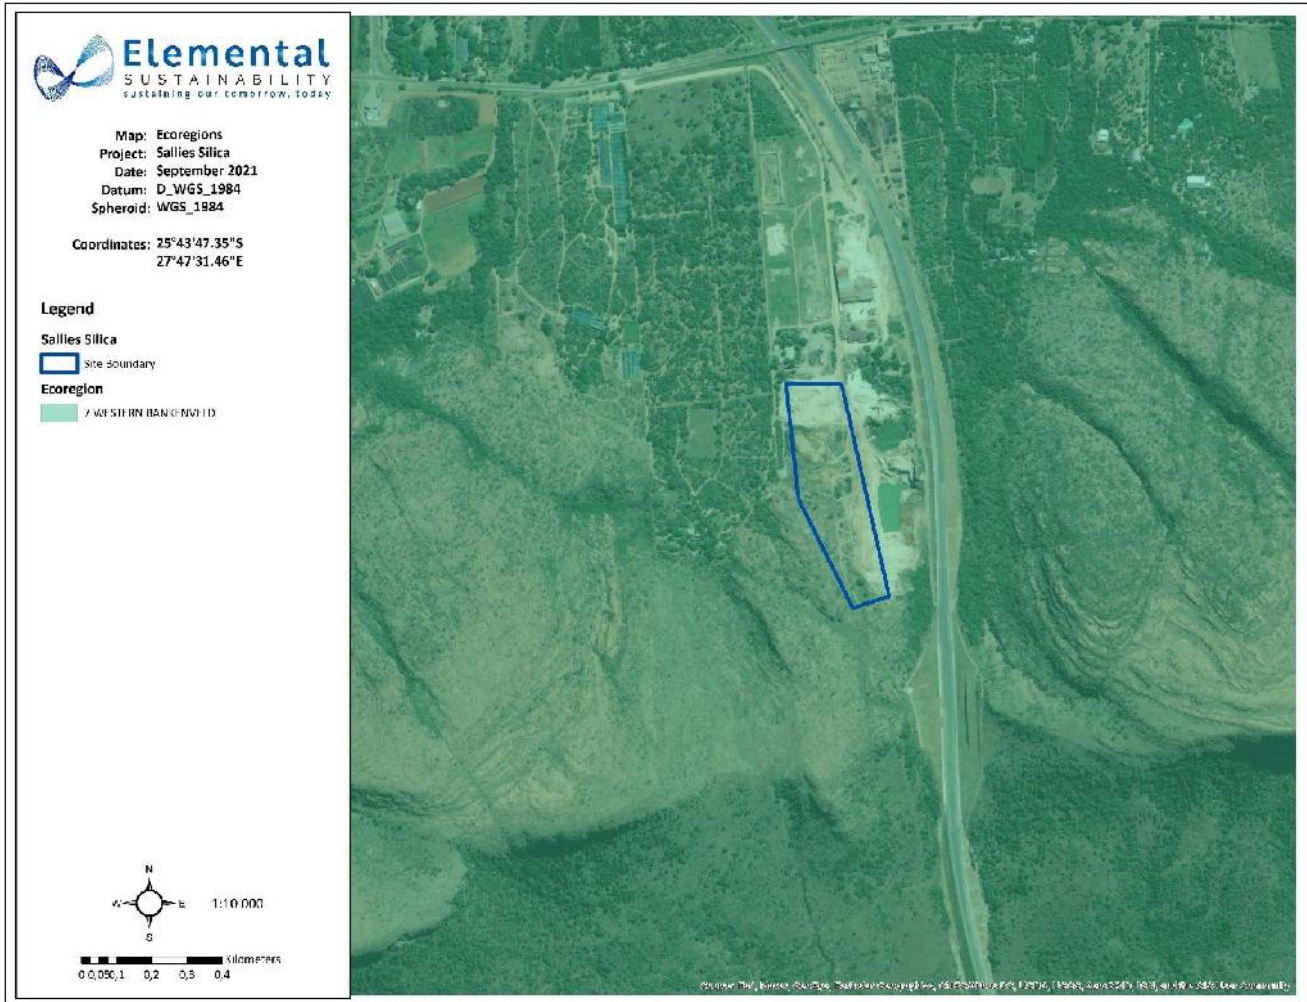 Elemental
SUSTAINABILITY
sustaining our tomorrow, today
Map: Ecoregions
Project: Sallies Silica
Date: September 2021
Datum: D_WGS_1984
Spheroid: WGS_1984
Coordinates: 25°43'47.35"S
27°47'31.46"E
Legend
Sallies Silica
Site Boundary
Ecoregion
7 WESTERN BANKENVELD
N
W E 1:10 000
S
Kilometers
0 0,050,1 0,2 0,3 0,4